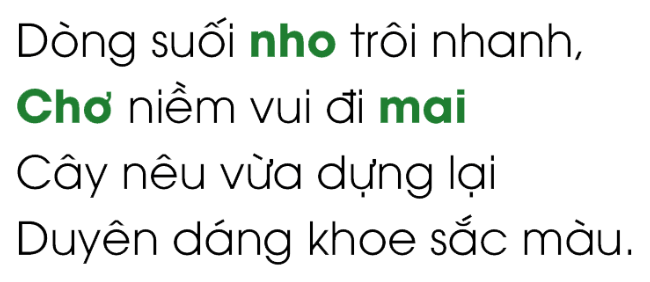 Dòng suối nho trôi nhanh,
Chơ niềm vui đi mai
Cây nêu vừa dựng lại
Duyên dáng khoe sắc màu.